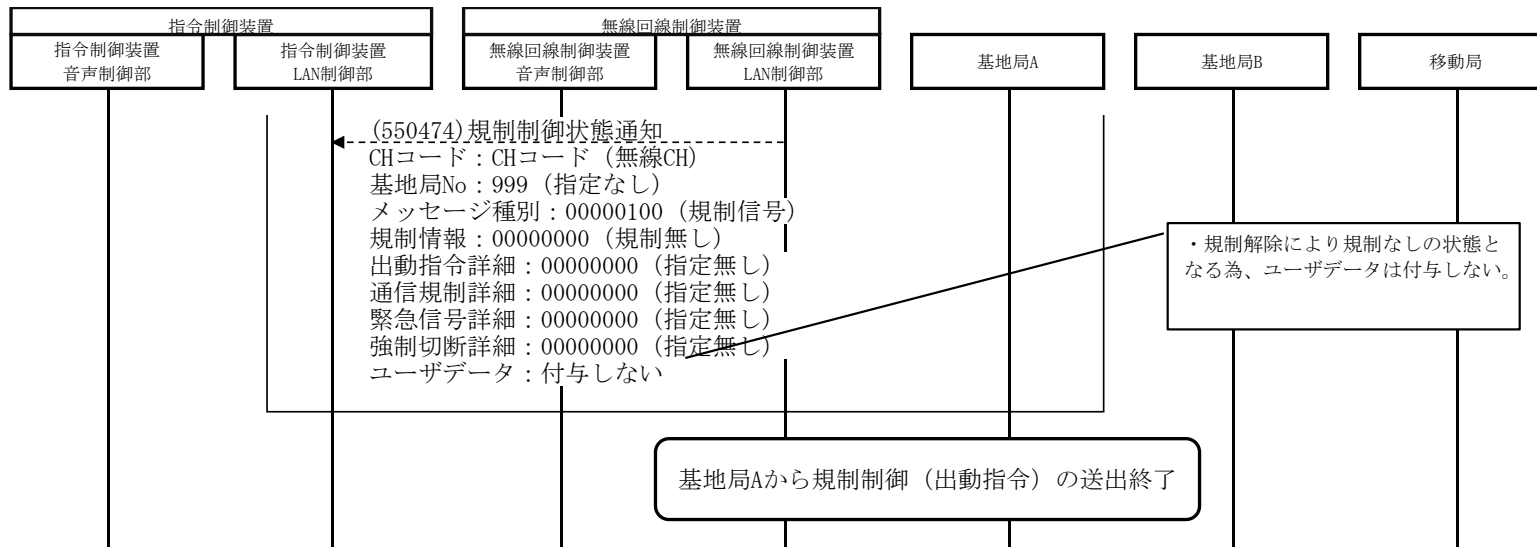 指令制御装置
無線回線制御装置
指令制御装置
音声制御部
指令制御装置
LAN制御部
無線回線制御装置
音声制御部
無線回線制御装置
LAN制御部
基地局A
基地局B
移動局
(550474)規制制御状態通知
CHコード：CHコード（無線CH）
基地局No：999（指定なし）
メッセージ種別：00000100（規制信号）
規制情報：00000000（規制無し）
出動指令詳細：00000000（指定無し）
通信規制詳細：00000000（指定無し）
緊急信号詳細：00000000（指定無し）
強制切断詳細：00000000（指定無し）
ユーザデータ：付与しない
・規制解除により規制なしの状態と
なる為、ユーザデータは付与しない。
基地局Aから規制制御（出動指令）の送出終了